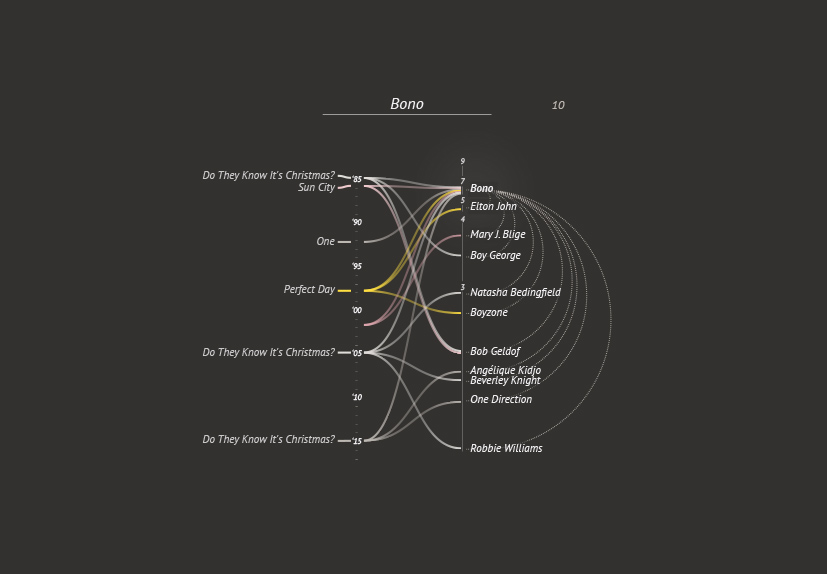 Bono
10
Do They Know It's Christmas?
Sun City
One
Perfect Day
Do They Know It's Christmas?
Do They Know It's Christmas?
'85
'90
'95
'00
'05
'10
'15
9
7
5
4
3
Bono
Elton John
Mary J. Blige
Boy George
Natasha Bedingfield
Boyzone
Bob Geldof
Angélique Kidjo
Beverley Knight
One Direction
Robbie Williams